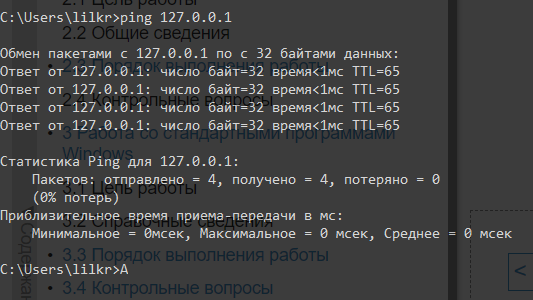 C:\Users\lilkr>ping 127.0.0.1
2.1 Цель работы
2.2 Общие сведения
Обмен пакетами с 127.0.0.1 по с 32 байтами данных:
Ответ от 127.0.0.1: число байт=32 время<1мс TTL=65
2.3 Порядок выполнения работы
Ответ от 127.0.0.1: число байт=32 время<1мс TTL=65
2.4 Контрольные вопросы
Ответ от 127.0.0.1: число байт=32 время<1мс TTL=65
Ответ от 127.0.0.1: число байт=32 время<1мс TTL=65
3 Работа со стандартными программами
Windows
Статистика Ping для 127.0.0.1:
Пакетов: отправлено = 4, получено = 4, потеряно = 0
3.1 Цель работы
(0% потерь)
Приблизительное время приема-передачи в мс:
3.2 Справочные сведения
Минимальное = 0мсек, Максимальное = 0 мсек, Среднее = 0 мсек
3.3 Порядок выполнения работы
C:\Users\lilkr>A
3.4 Контрольные вопросы
<